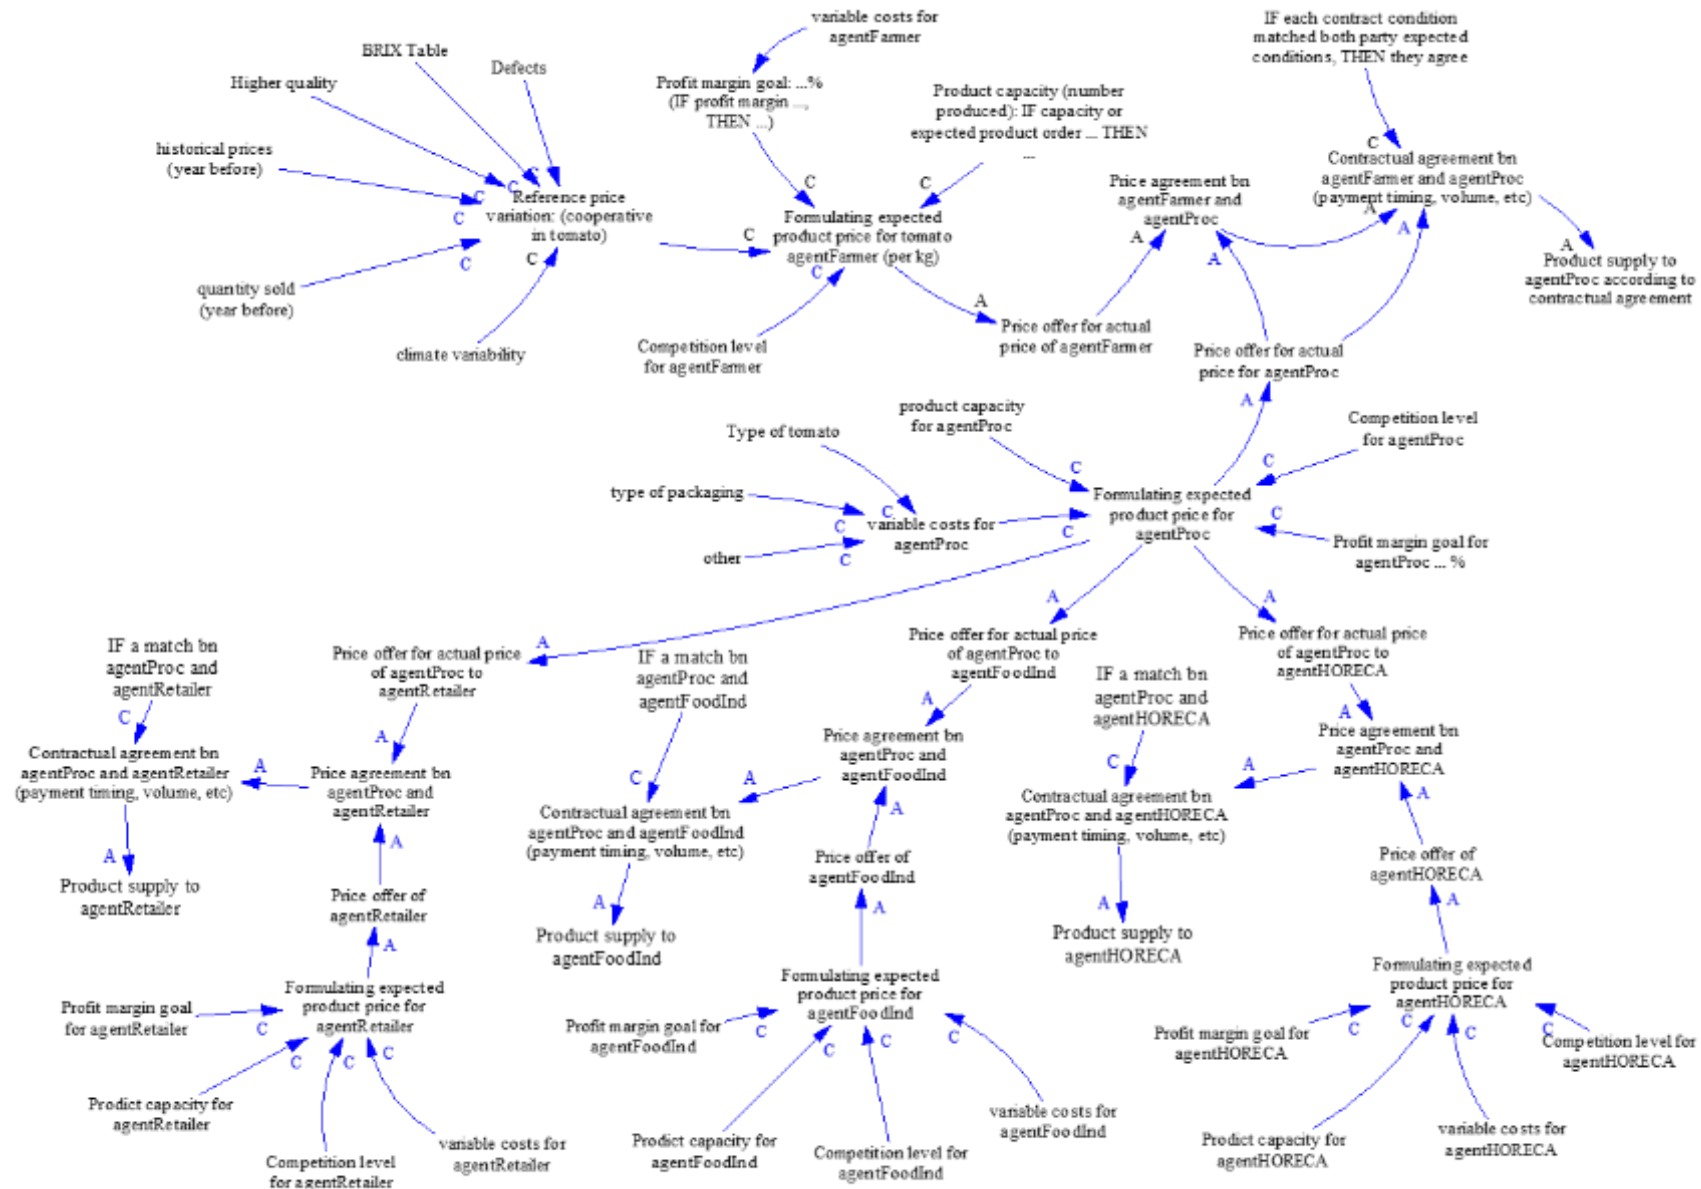 variable costs for
agentFarmer
IF each contract condition
matched both party expected
conditions, THEN they agree
BRIX Table
Defects
Higher quality
Profit margin goal: ...%
(IF profit margin ...,
THEN ...)
Product capacity (number
produced): IF capacity or
expected product order ... THEN
...
historical prices
(year before)
C
C
C
C
C
C
C
C
C
Reference price
variation: (cooperative
in tomato)
C
C
Formulating expected
product price for tomato
agentFarmer (per kg)
C
Price agreement bn
agentFarmer and
agentProc
A
A
Contractual agreement bn
agentFarmer and agentProc
(payment timing, volume, etc)
A
A
A
Product supply to
agentProc according to
contractual agreement
quantity sold
(year before)
climate variability
Competition level
for agentFarmer
A
Price offer for actual
price of agentFarmer
Price offer for actual
price for agentProc
A
product capacity
for agentProc
Type of tomato
Competition level
for agentProc
type of packaging
C
C
C
C
variable costs for
agentProc
other
C
C
Formulating expected
product price for
agentProc
C
Profit margin goal for
agentProc ... %
A
A
A
IF a match bn
agentProc and
agentRetailer
Price offer for actual price
of agentProc to
agentRetailer
IF a match bn
agentProc and
agentFoodInd
Price offer for actual price
of agentProc to
agentFoodInd
IF a match bn
agentProc and
agentHORECA
Price offer for actual price
of agentProc to
agentHORECA
C
A
A
A
Contractual agreement bn
agentProc and agentRetailer
(payment timing, volume, etc)
A
Price agreement bn
agentProc and
agentRetailer
C
A
Price agreement bn
agentProc and
agentFoodInd
C
A
Price agreement bn
agentProc and
agentHORECA
Contractual agreement bn
agentProc and agentFoodInd
(payment timing, volume, etc)
Contractual agreement bn
agentProc and agentHORECA
(payment timing, volume, etc)
A
A
A
A
Product supply to
agentRetailer
Price offer of
agentRetailer
A
Price offer of
agentFoodInd
A
Price offer of
agentHORECA
Product supply to
agentFoodInd
Product supply to
agentHORECA
A
A
A
Profit margin goal
for agentRetailer
C
Formulating expected
product price for
agentRetailer
C
C
C
Profit margin goal for
agentFoodInd
C
Formulating expected
product price for
agentFoodInd
C
C
C
Profit margin goal for
agentHORECA
C
Formulating expected
product price for
agentHORECA
C
C
C
Competition level for
agentHORECA
Prodict capacity for
agentRetailer
Competition level
for agentRetailer
variable costs for
agentRetailer
Prodict capacity for
agentFoodInd
Competition level for
agentFoodInd
variable costs for
agentFoodInd
Prodict capacity for
agentHORECA
variable costs for
agentHORECA